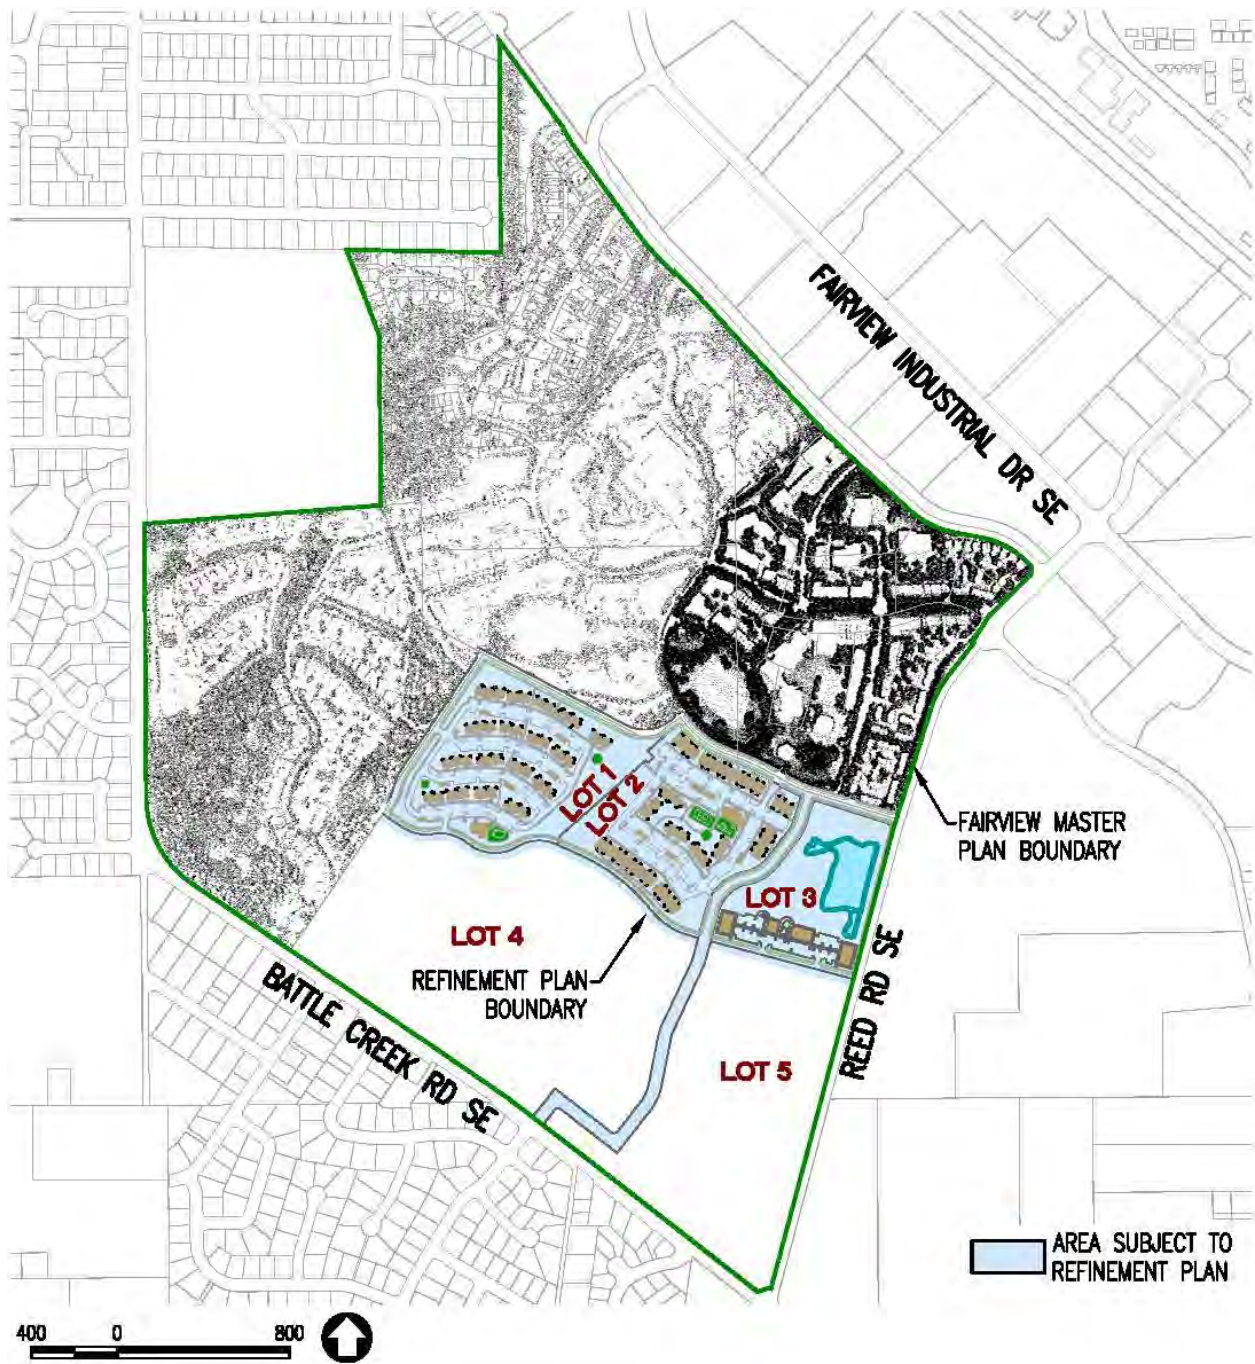 FAIRVIEW INDUSTRIAL DR SE
FAIRVIEW MASTER
PLAN BOUNDARY
LOT 1
LOT 2
LOT 3
LOT 4
REFINEMENT PLAN
BOUNDARY
REED RD SE
BATTLE CREEK RD SE
LOT 5
AREA SUBJECT TO
REFINEMENT PLAN
400 0 800